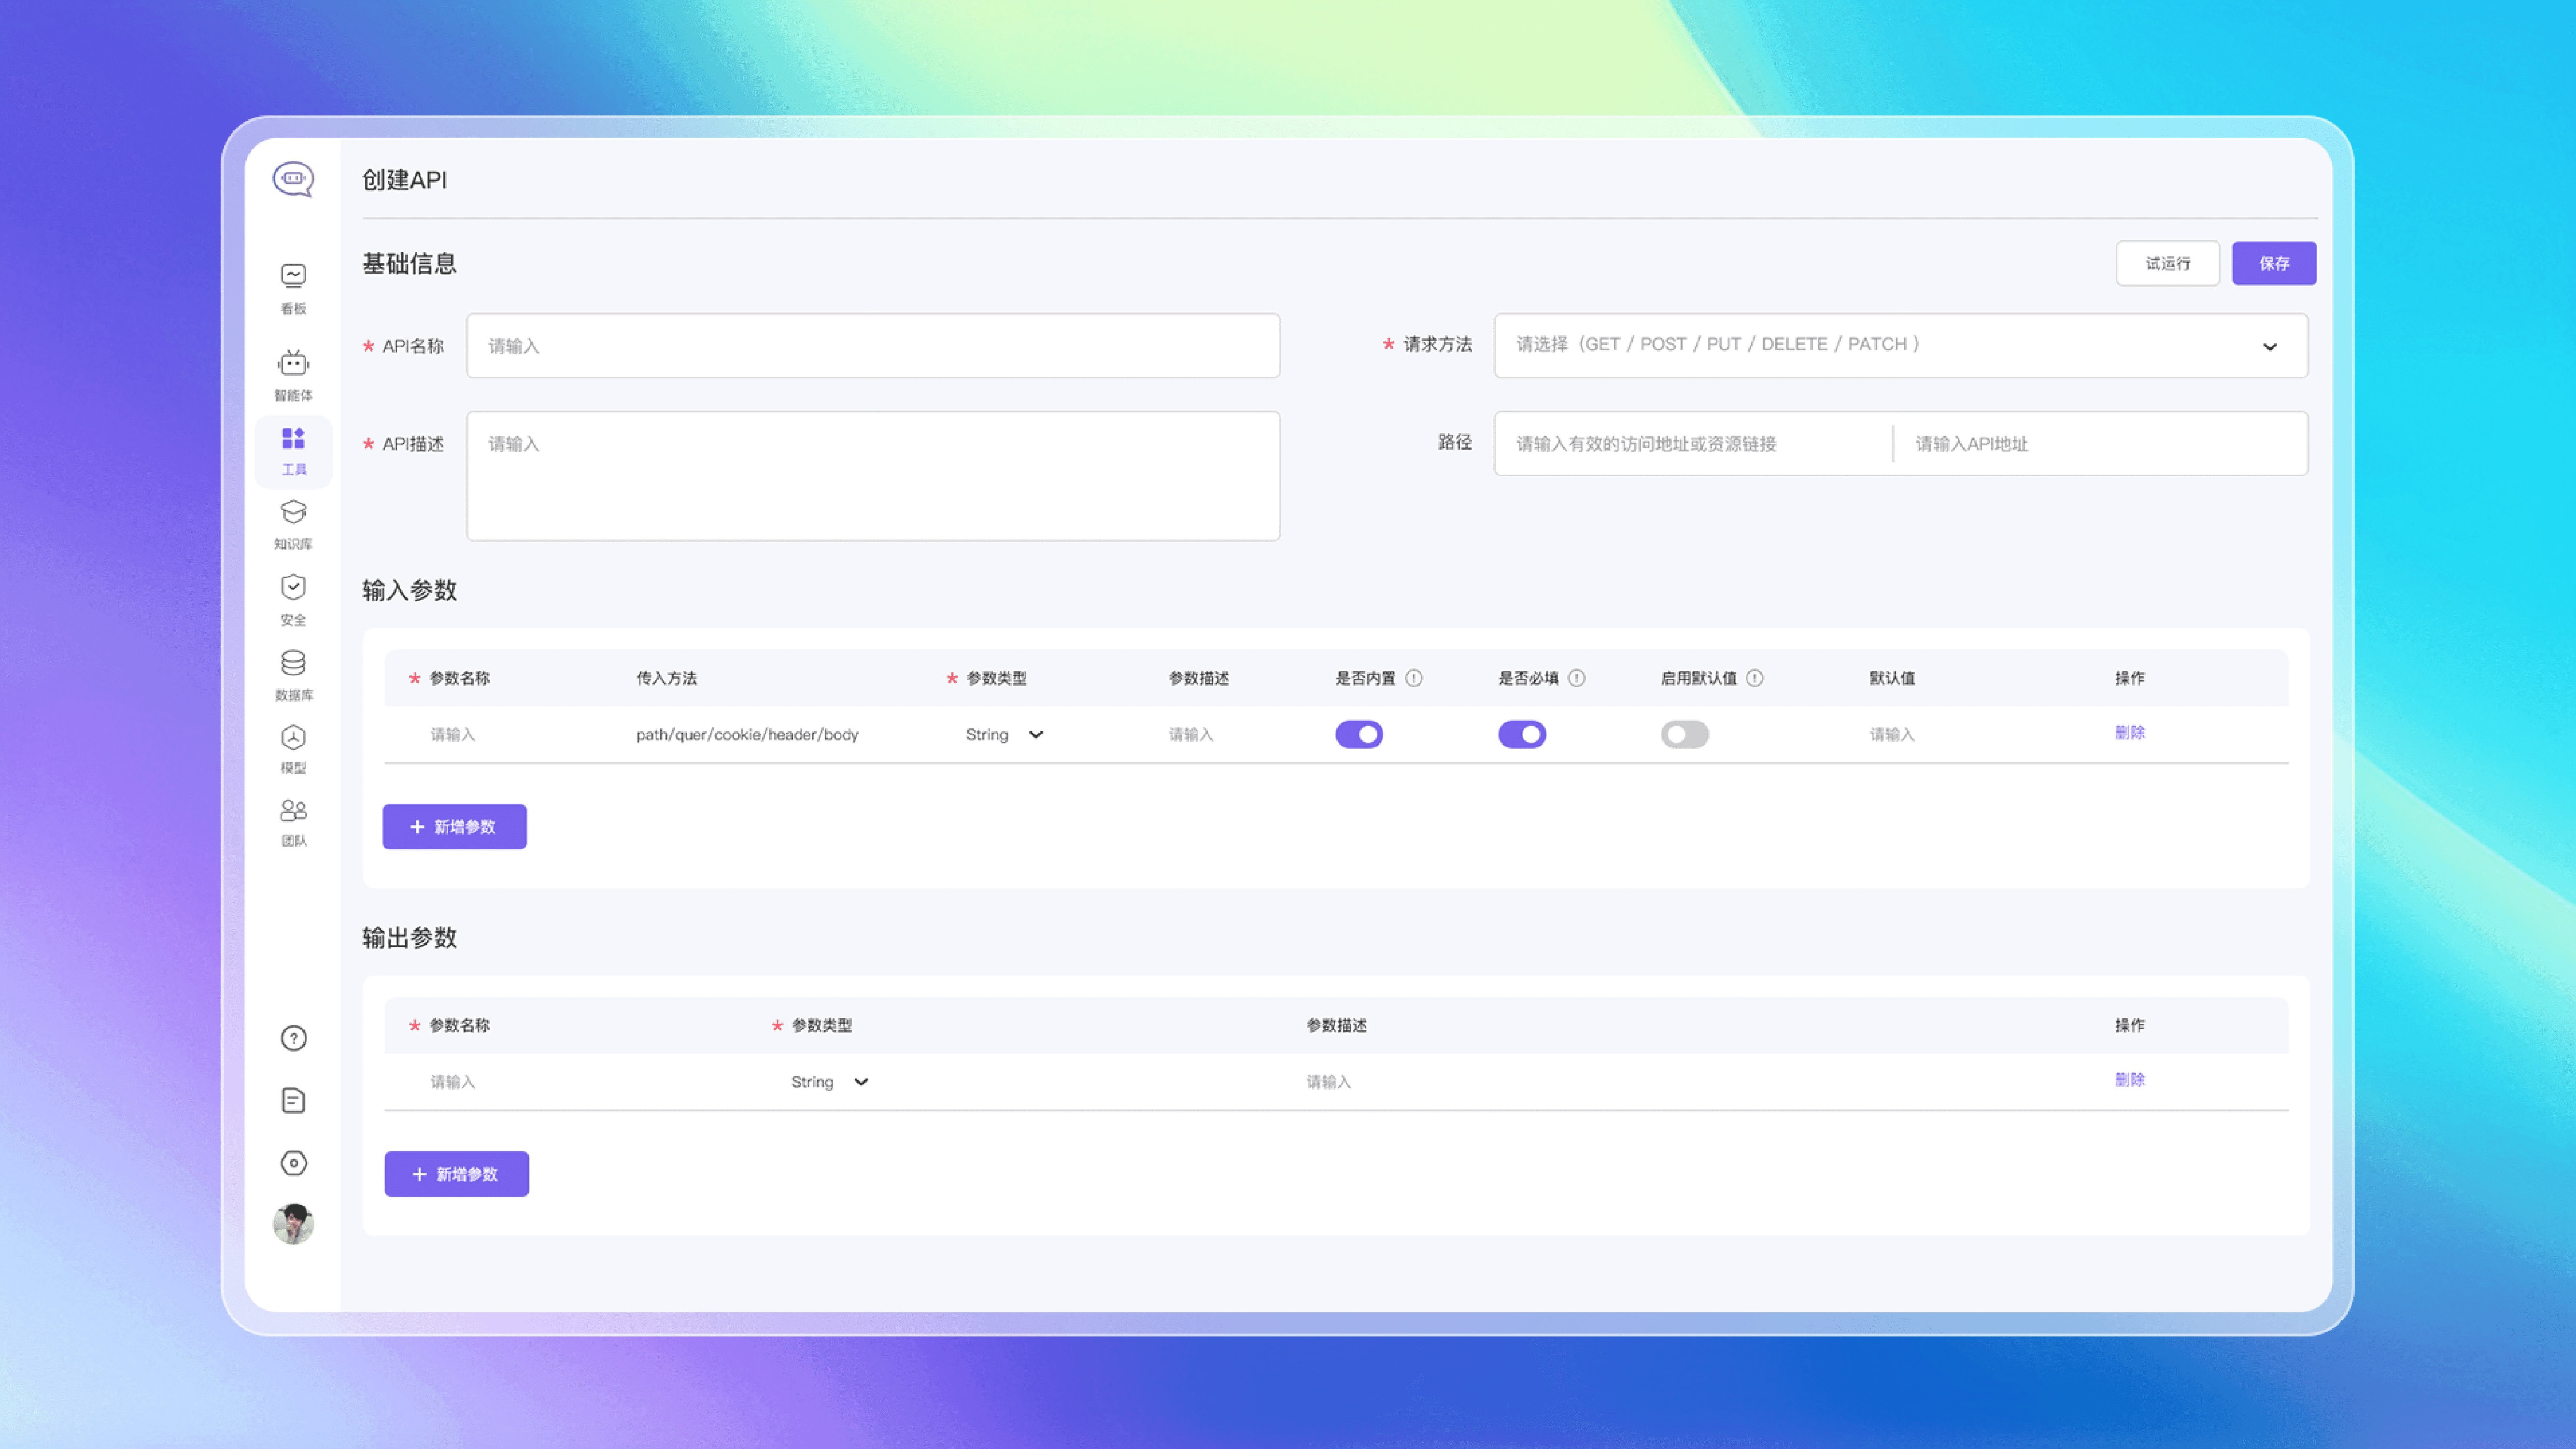 创建API
看板
智能体
工具
知识库
安全
数据库
模型
团队
基础信息
试运行
保存
* API名称
请输入
* 请求方法
请选择（GET / POST / PUT / DELETE / PATCH ）
* API描述
请输入
路径
请输入有效的访问地址或资源链接
请输入API地址
输入参数
* 参数名称 传入方法 * 参数类型 参数描述 是否内置 是否必填 启用默认值 默认值 操作
请输入 path/quer/cookie/header/body String 请输入 请输入 删除
+ 新增参数
输出参数
* 参数名称 * 参数类型 参数描述 操作
请输入 String 请输入 删除
+ 新增参数